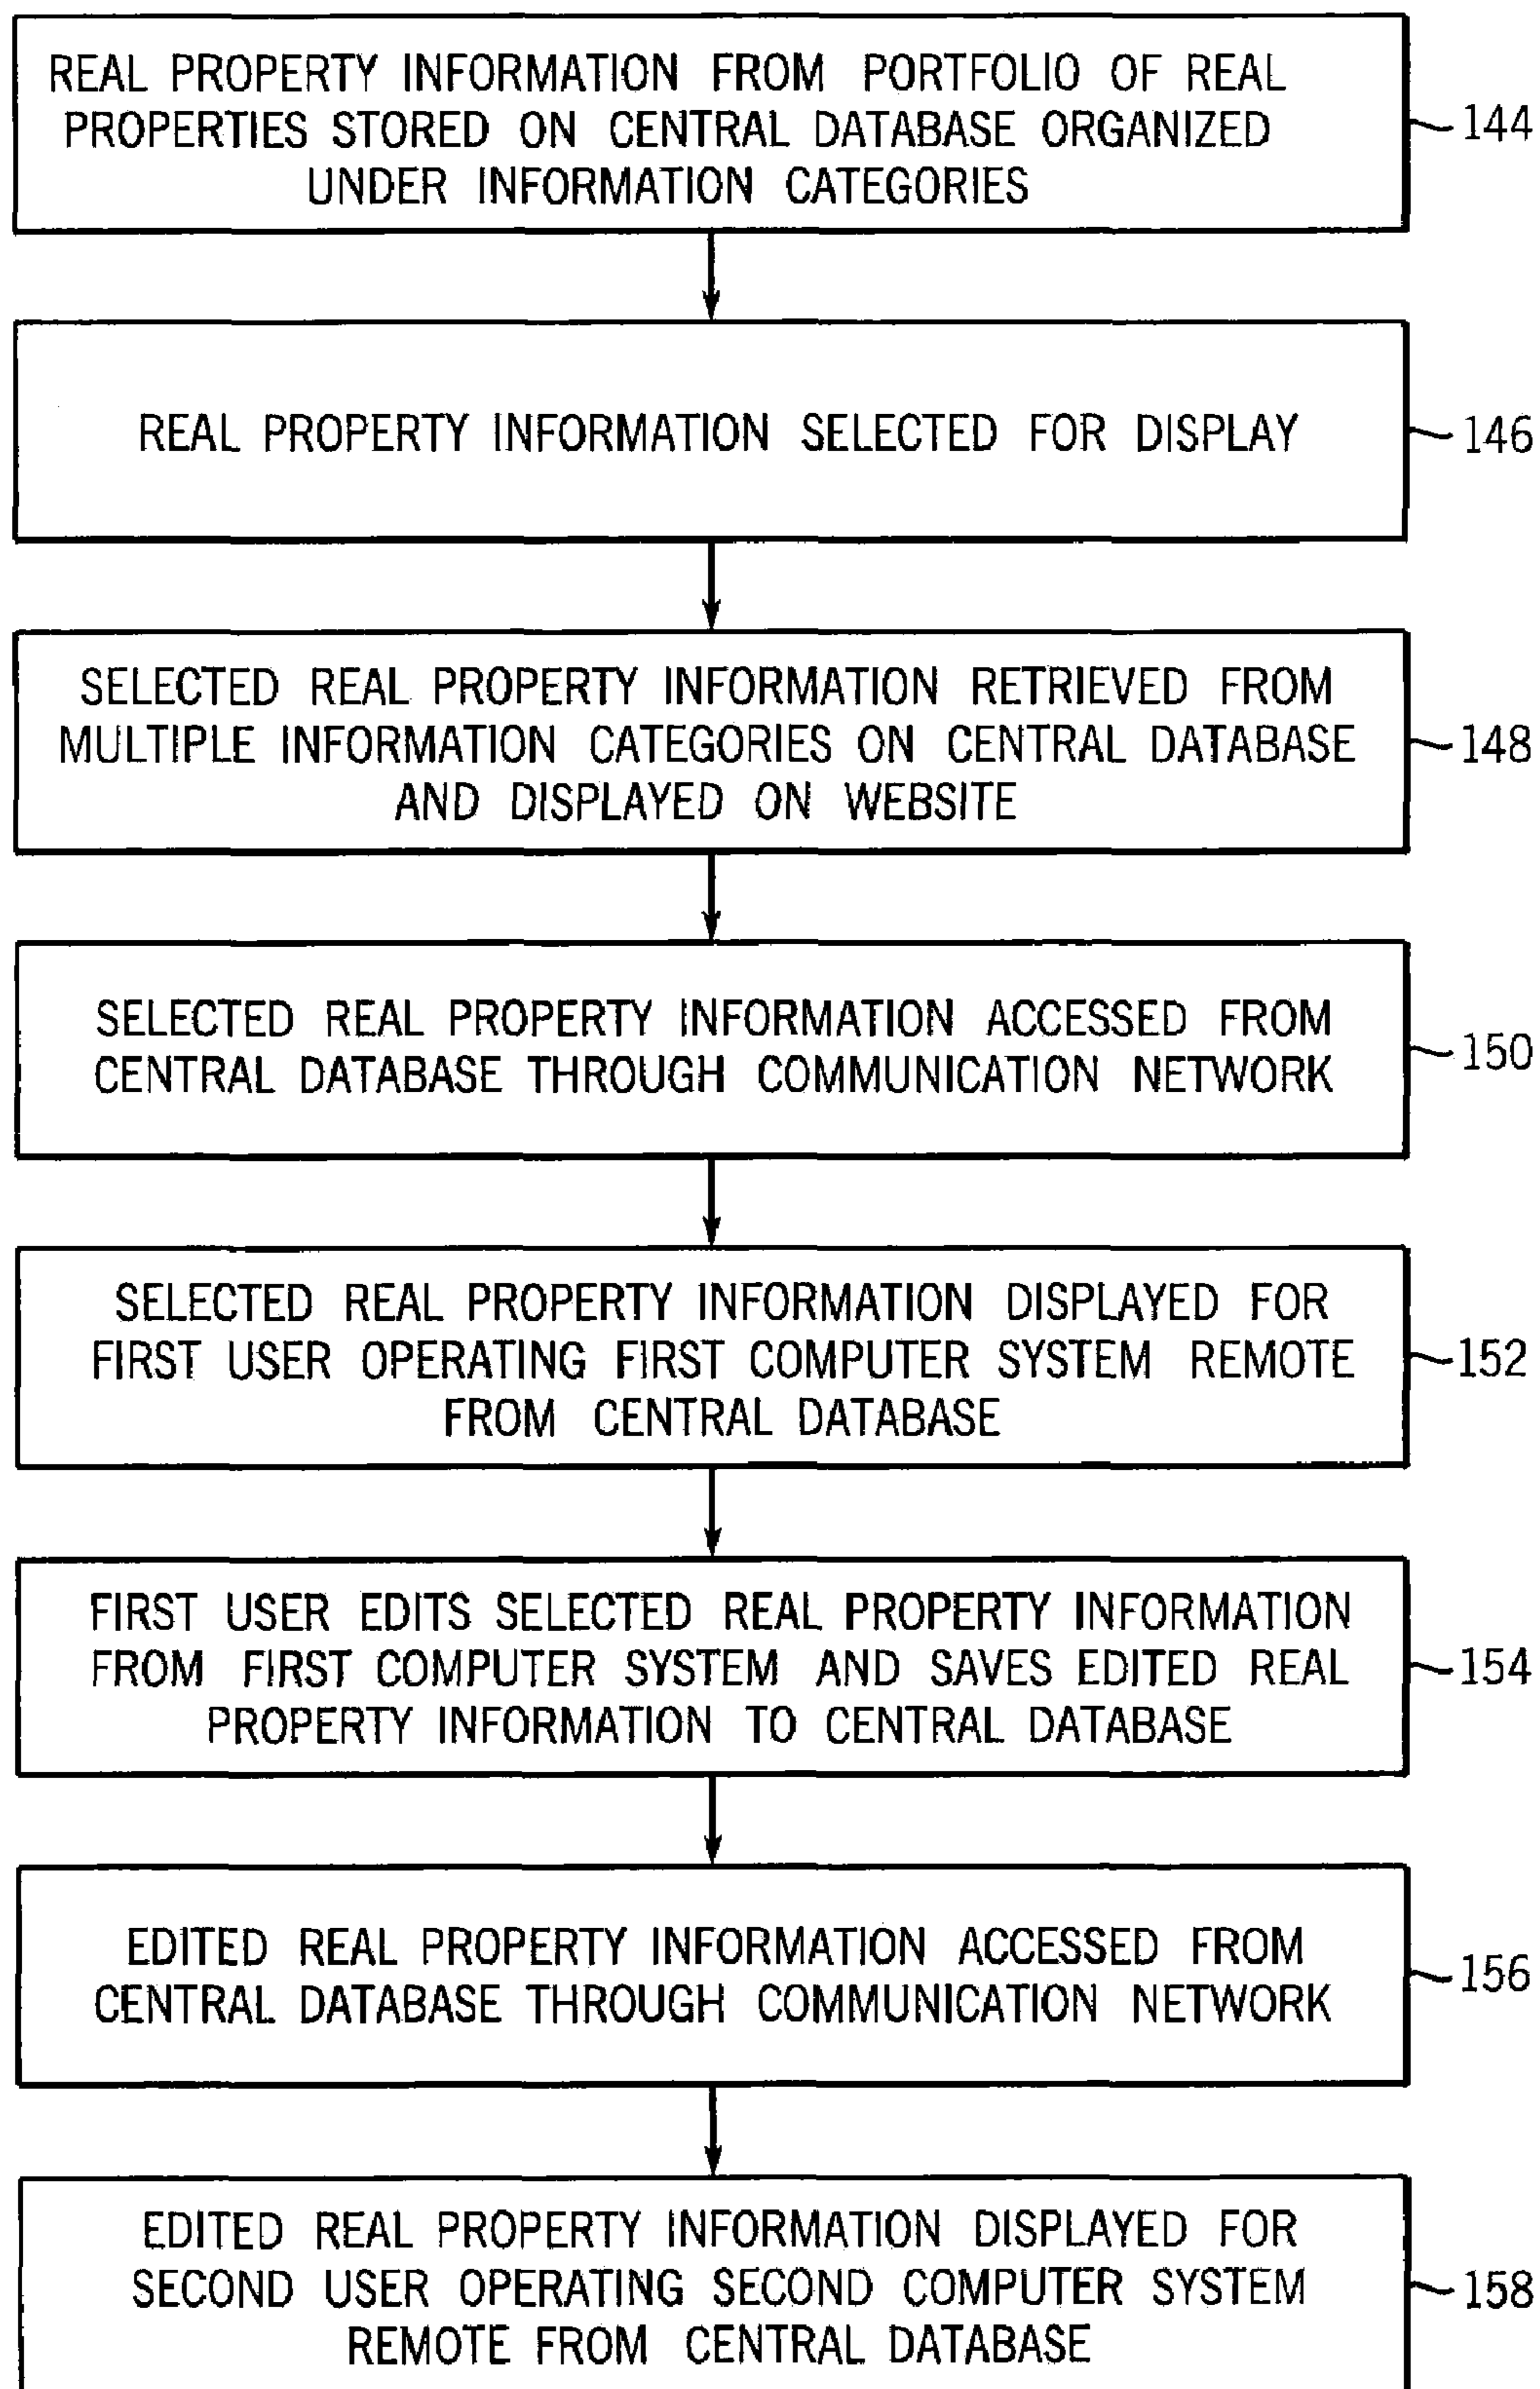 REAL PROPERTY INFORMATION FROM PORTFOLIO OF REAL
PROPERTIES STORED ON CENTRAL DATABASE ORGANIZED
UNDER INFORMATION CATEGORIES
144
REAL PROPERTY INFORMATION SELECTED FOR DISPLAY
146
SELECTED REAL PROPERTY INFORMATION RETRIEVED FROM
MULTIPLE INFORMATION CATEGORIES ON CENTRAL DATABASE
AND DISPLAYED ON WEBSITE
148
SELECTED REAL PROPERTY INFORMATION ACCESSED FROM
CENTRAL DATABASE THROUGH COMMUNICATION NETWORK
150
SELECTED REAL PROPERTY INFORMATION DISPLAYED FOR
FIRST USER OPERATING FIRST COMPUTER SYSTEM REMOTE
FROM CENTRAL DATABASE
152
FIRST USER EDITS SELECTED REAL PROPERTY INFORMATION
FROM FIRST COMPUTER SYSTEM AND SAVES EDITED REAL
PROPERTY INFORMATION TO CENTRAL DATABASE
154
EDITED REAL PROPERTY INFORMATION ACCESSED FROM
CENTRAL DATABASE THROUGH COMMUNICATION NETWORK
156
EDITED REAL PROPERTY INFORMATION DISPLAYED FOR
SECOND USER OPERATING SECOND COMPUTER SYSTEM
REMOTE FROM CENTRAL DATABASE
158